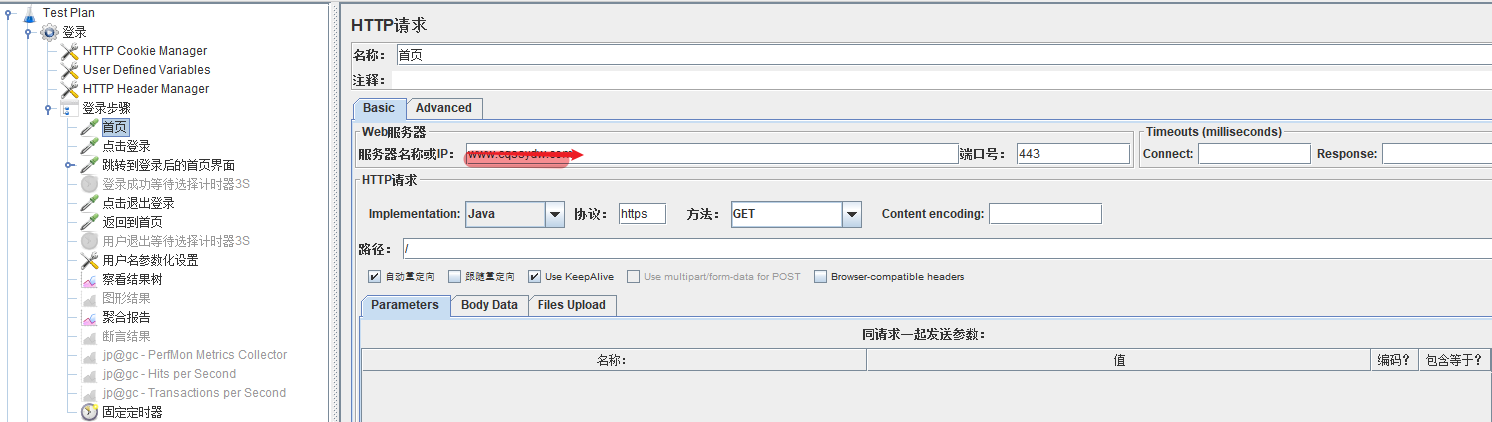 Test Plan
登录
HTTP Cookie Manager
User Defined Variables
HTTP Header Manager
登录步骤
首页
点击登录
跳转到登录后的首页界面
登录成功等待选择计时器3S
点击退出登录
返回到首页
用户退出等待选择计时器3S
用户名参数化设置
察看结果树
图形结果
聚合报告
断言结果
jp@gc - PerfMon Metrics Collector
jp@gc - Hits per Second
jp@gc - Transactions per Second
固定定时器
HTTP请求
名称: 首页
注释:
Basic Advanced
Web服务器 Timeouts (milliseconds)
服务器名称或IP: 端口号: 443 Connect: Response:
HTTP请求
Implementation: Java 协议: https 方法: GET Content encoding:
路径: /
自动重定向 跟随重定向 Use KeepAlive Use multipart/form-data for POST Browser-compatible headers
Parameters Body Data Files Upload
同请求一起发送参数:
名称: 值 编码? 包含等于?